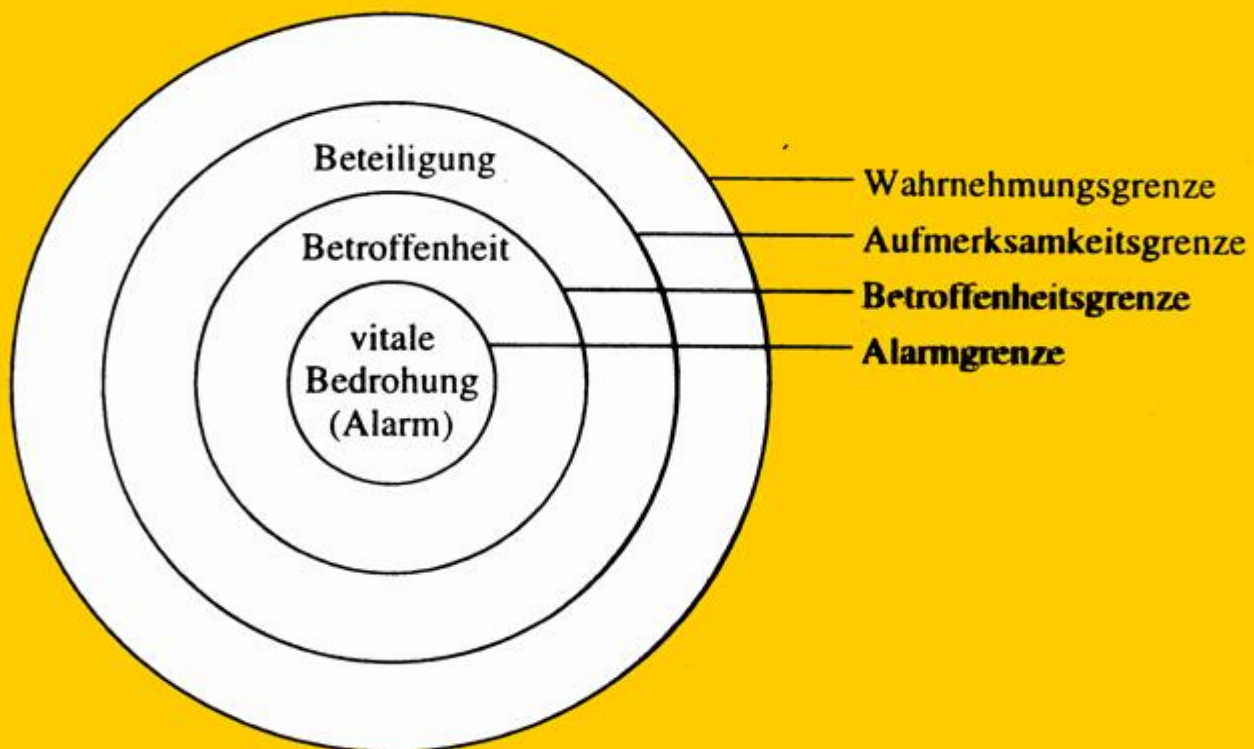 Beteiligung
Betroffenheit
vitale
Bedrohung
(Alarm)
Wahrnehmungsgrenze
Aufmerksamkeitsgrenze
Betroffenheitsgrenze
Alarmgrenze